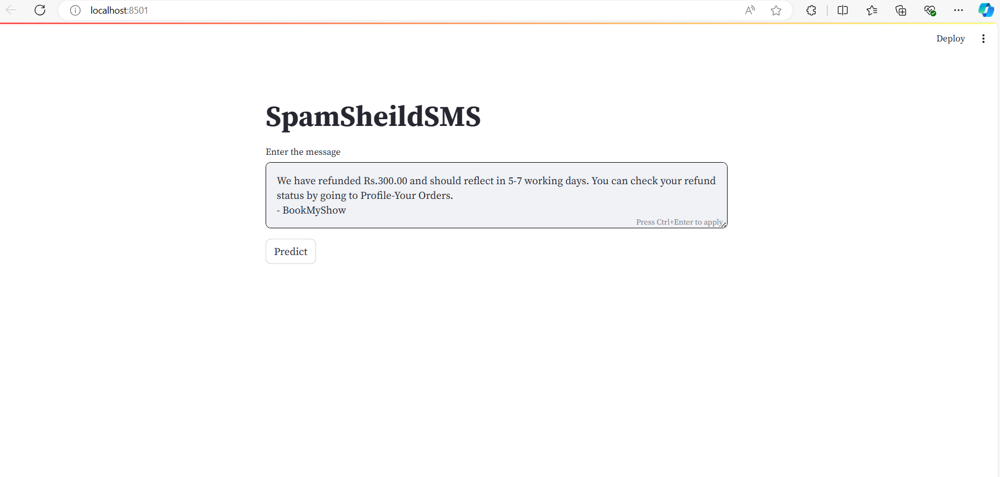 localhost:8501
Deploy
SpamSheildSMS
Enter the message
We have refunded Rs.300.00 and should reflect in 5-7 working days. You can check your refund
status by going to Profile-Your Orders.
- BookMyShow
Press Ctrl+Enter to apply
Predict